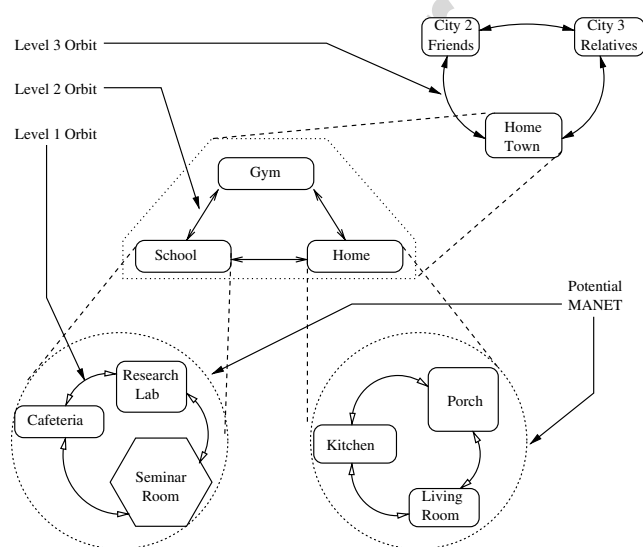 City 2
Friends
City 3
Relatives
Level 3 Orbit
Level 2 Orbit
Level 1 Orbit
Home
Town
Gym
School
Home
Potential
MANET
Research
Lab
Cafeteria
Seminar
Room
Porch
Kitchen
Living
Room